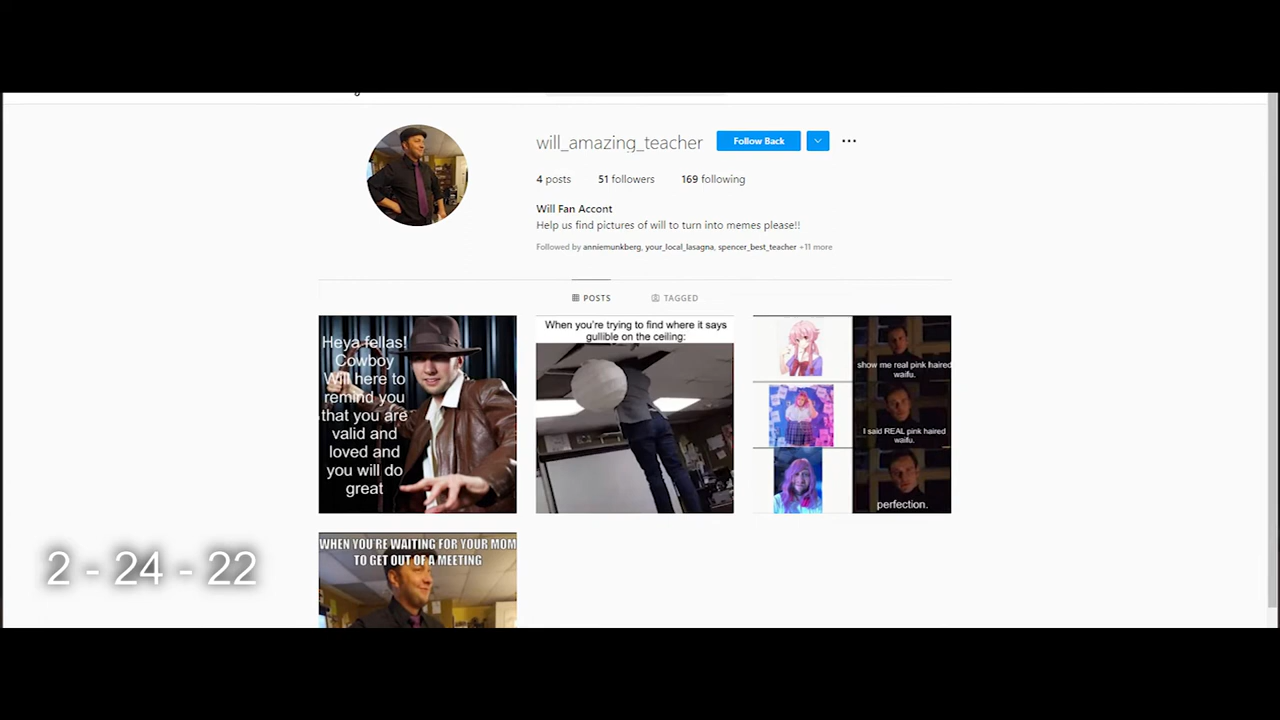 will_amazing_teacher
Follow Back
4 posts
51 followers
169 following
Will Fan Accont
Help us find pictures of will to turn into memes please!!
Followed by anniemunkberg, your_local_lasagna, spencer_best_teacher +11 more
POSTS
TAGGED
Heya fellas!
Cowboy
Will here to
remind you
that you are
valid and
loved and
you will do
great
When you're trying to find where it says
gullible on the ceiling:
show me real pink haired
waifu.
I said REAL pink haired
waifu.
perfection.
WHEN YOU'RE WAITING FOR YOUR MOM
TO GET OUT OF A MEETING
2 - 24 - 22